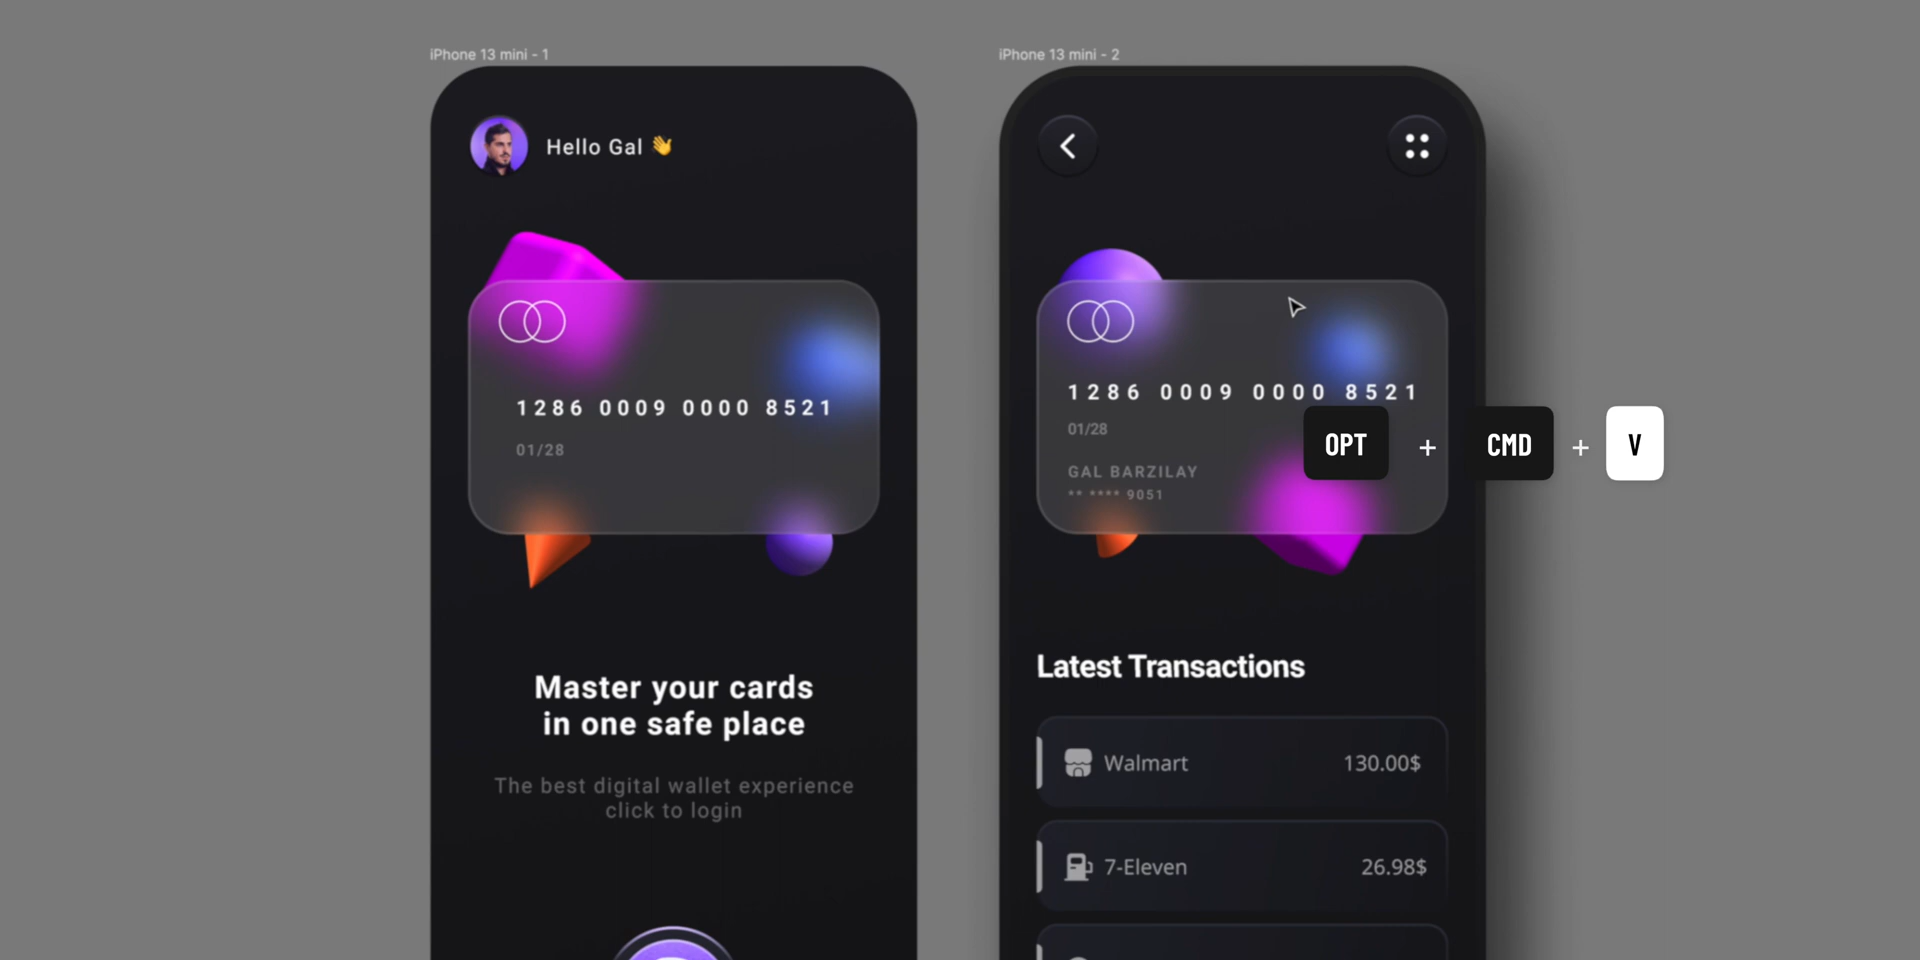 iPhone 13 mini - 1
Hello Gal 👋
1286 0009 0000 8521
01/28
Master your cards
in one safe place
The best digital wallet experience
click to login
iPhone 13 mini - 2
1286 0009 0000 8521
01/28
GAL BARZILAY
** **** 9051
OPT + CMD + V
Latest Transactions
Walmart 130.00$
7-Eleven 26.98$